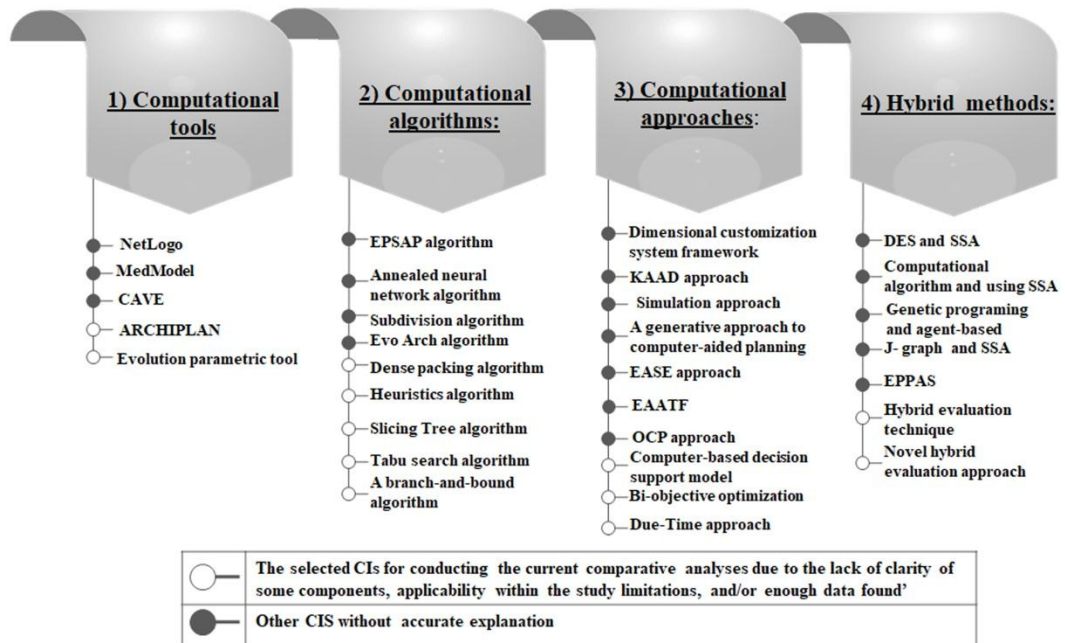 1) Computational
tools
NetLogo
MedModel
CAVE
ARCHIPLAN
Evolution parametric tool
2) Computational
algorithms:
EPSAP algorithm
Annealed neural
network algorithm
Subdivision algorithm
Evo Arch algorithm
Dense packing algorithm
Heuristics algorithm
Slicing Tree algorithm
Tabu search algorithm
A branch-and-bound
algorithm
3) Computational
approaches:
Dimensional customization
system framework
KAAD approach
Simulation approach
A generative approach to
computer-aided planning
EASE approach
EAATF
OCP approach
Computer-based decision
support model
Bi-objective optimization
Due-Time approach
4) Hybrid methods:
DES and SSA
Computational
algorithm and using SSA
Genetic programing
and agent-based
J- graph and SSA
EPPAS
Hybrid evaluation
technique
Novel hybrid
evaluation approach
The selected CIs for conducting the current comparative analyses due to the lack of clarity of
some components, applicability within the study limitations, and/or enough data found’
Other CIS without accurate explanation